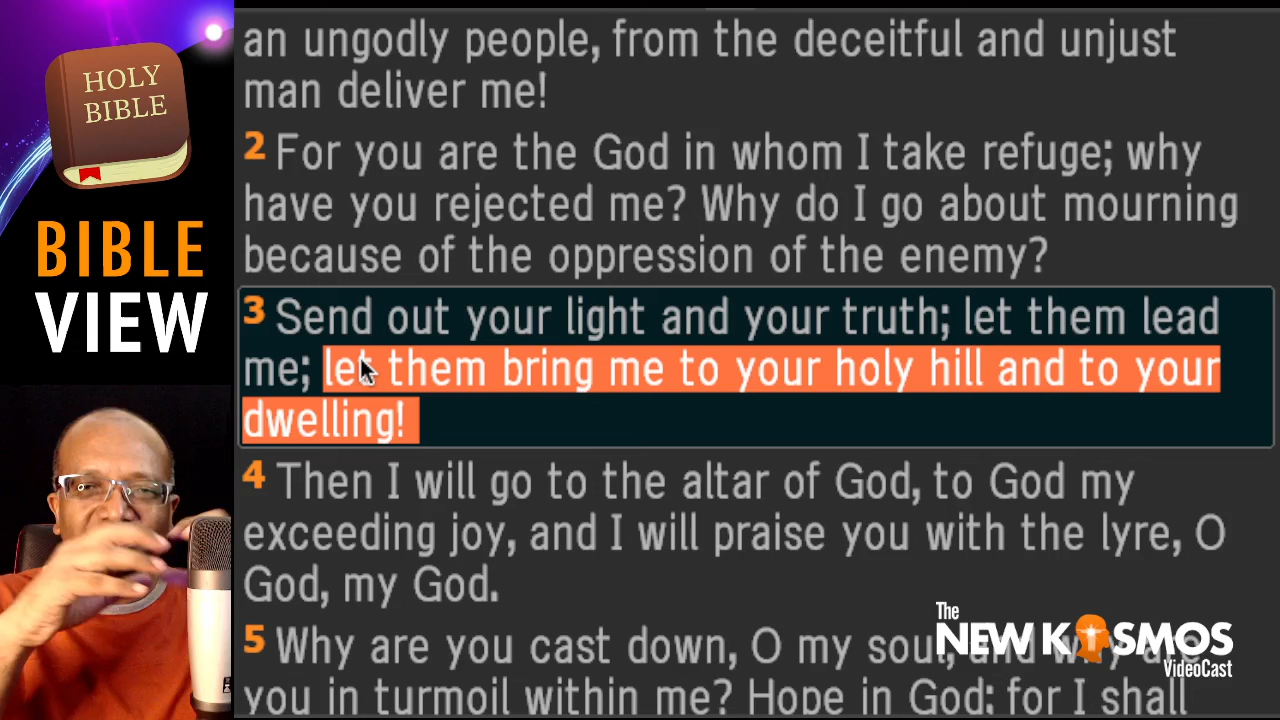 HOLY
BIBLE
BIBLE
VIEW
an ungodly people, from the deceitful and unjust
man deliver me!
2 For you are the God in whom I take refuge; why
have you rejected me? Why do I go about mourning
because of the oppression of the enemy?
3 Send out your light and your truth; let them lead
me; let them bring me to your holy hill and to your
dwelling!
4 Then I will go to the altar of God, to God my
exceeding joy, and I will praise you with the lyre, O
God, my God.
5 Why are you cast down, O my soul, and why are
you in turmoil within me? Hope in God; for I shall
The
NEW KOSMOS
VideoCast